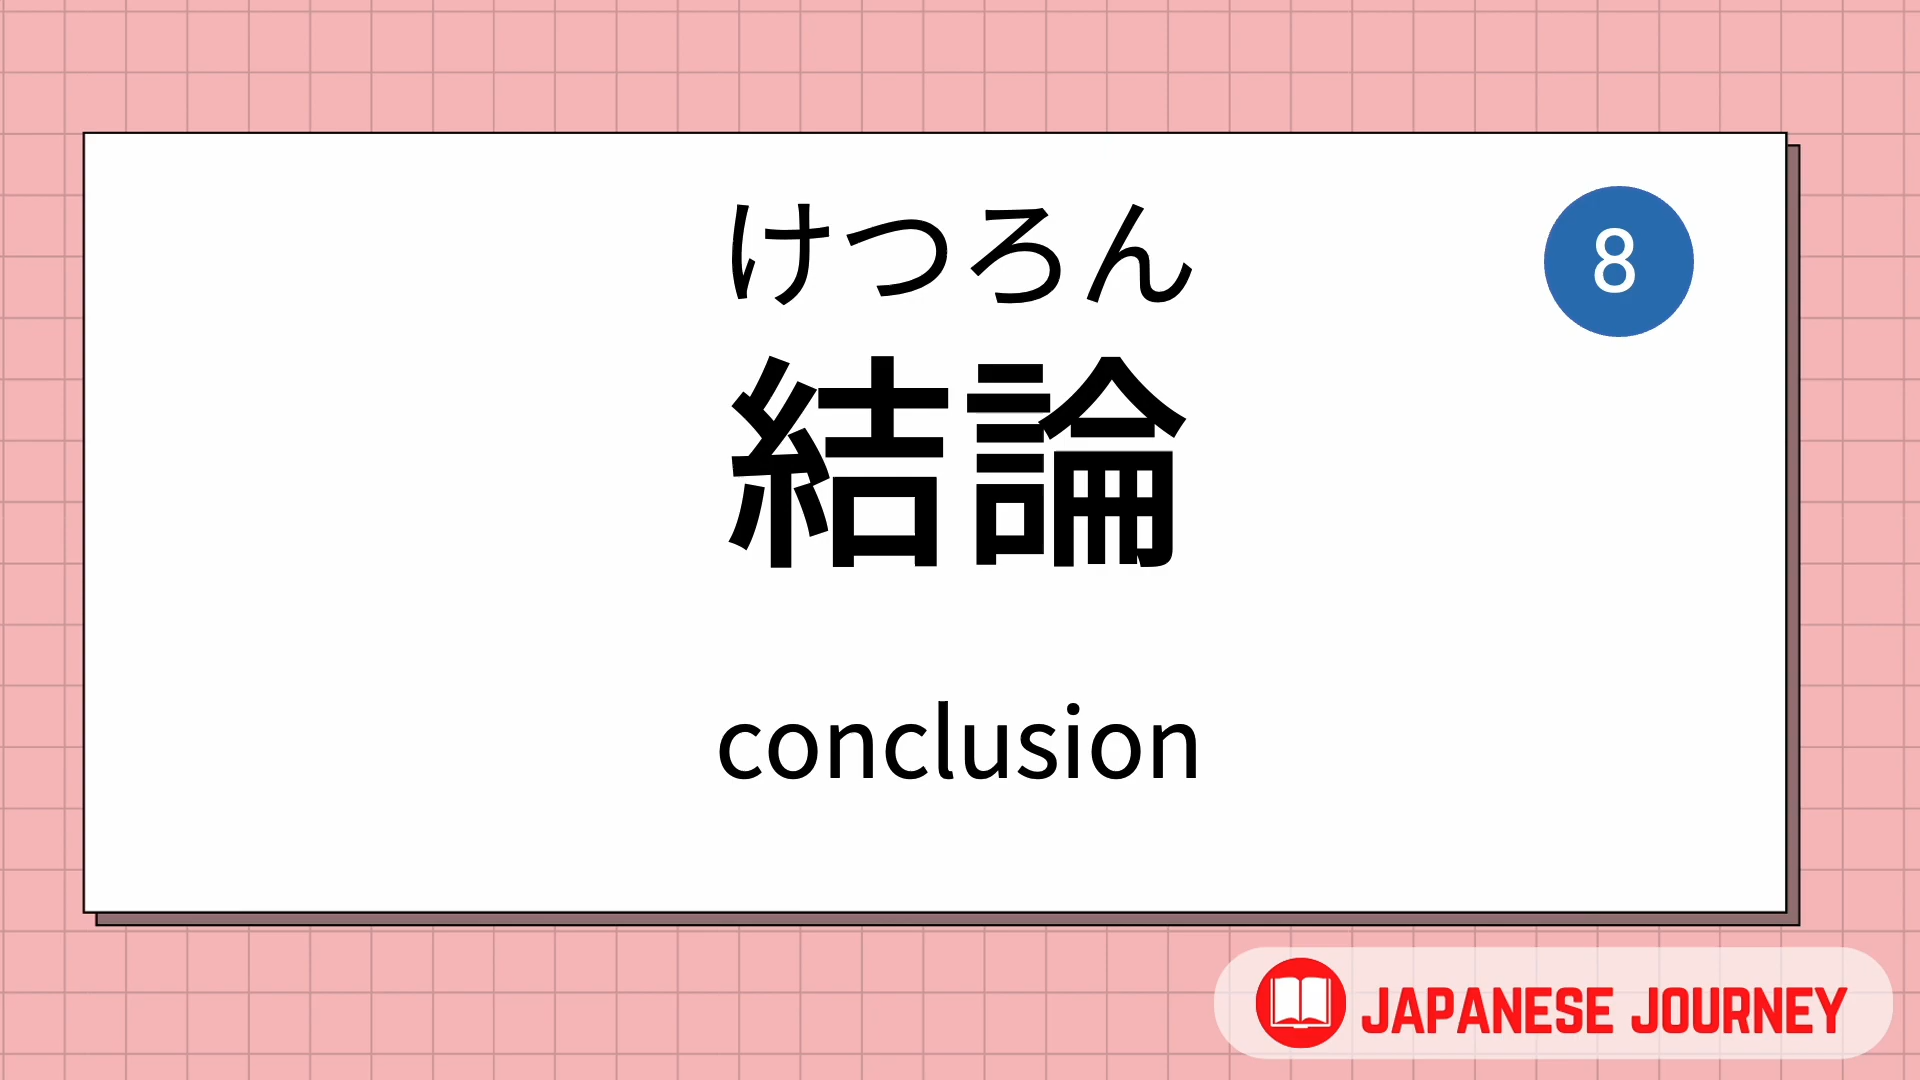 けつろん
8
結論
conclusion
JAPANESE JOURNEY